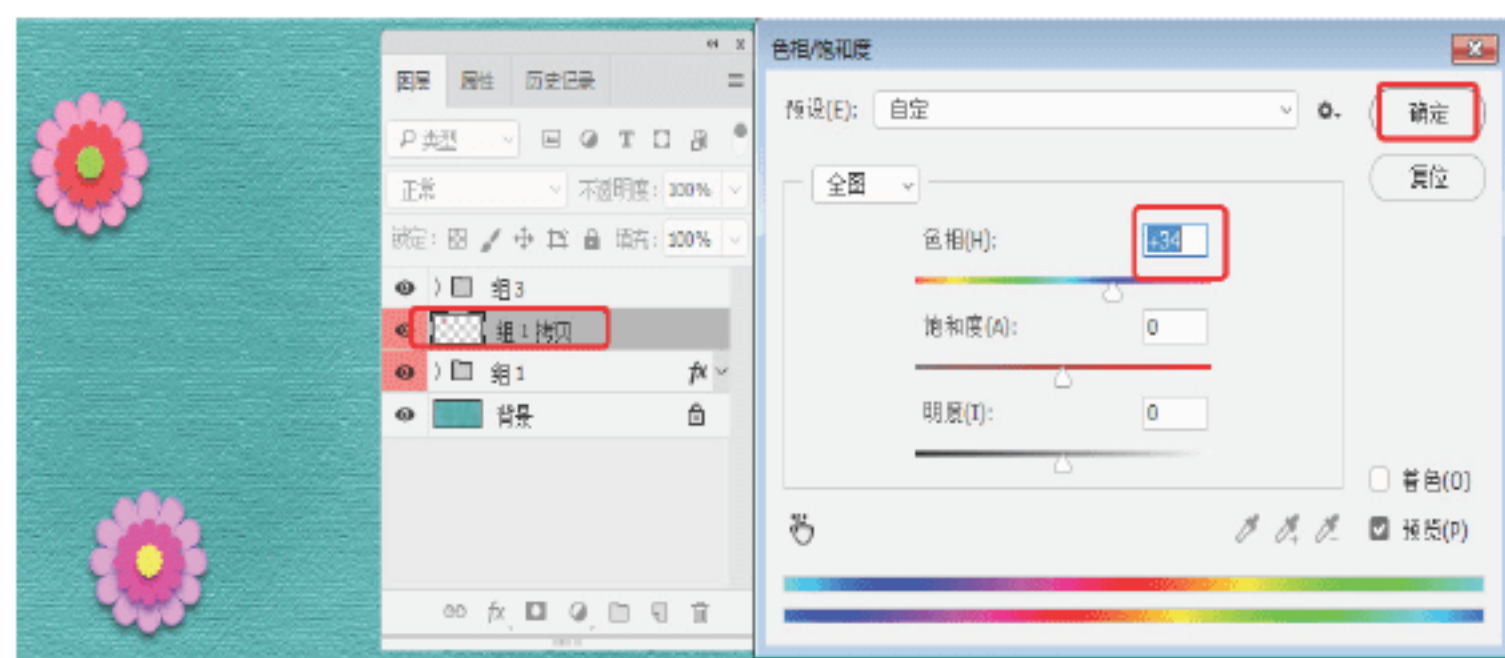 图层 属性 历史记录
类型
正常 不透明度: 100%
锁定: 填充: 100%
组 3
组 1 拷贝
组 1 fx
背景
fx
色相/饱和度
预设(E): 自定
确定
复位
全图
色相(H): +34
饱和度(A): 0
明度(I): 0
着色(O)
预览(P)